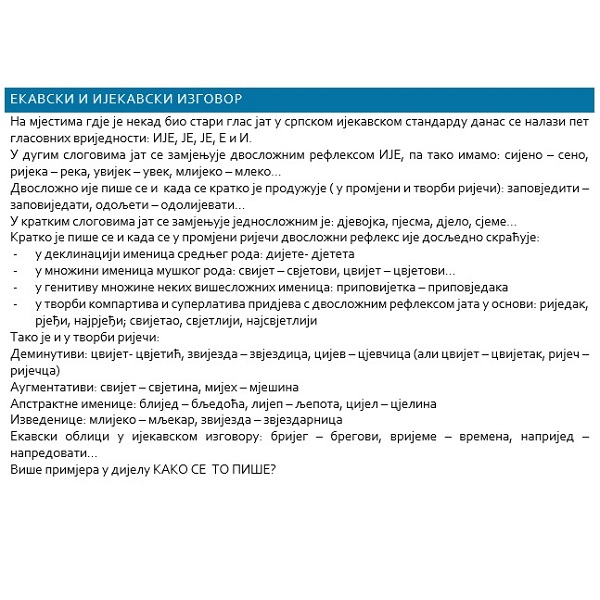 ЕКАВСКИ И ИЈЕКАВСКИ ИЗГОВОР
На мјестима гдје је некад био стари глас јат у српском ијекавском стандарду данас се налази пет
гласовних вриједности: ИЈЕ, ЈЕ, ЈЕ, Е и И.
У дугим слоговима јат се замјењује двосложним рефлексом ИЈЕ, па тако имамо: сијено – сено,
ријека – река, увијек – увек, млијеко – млеко...
Двосложно ије пише се и када се кратко је продужује ( у промјени и творби ријечи): заповједити –
заповиједати, одољети – одолијевати...
У кратким слоговима јат се замјењује једносложним је: дјевојка, пјесма, дјело, сјеме...
Кратко је пише се и када се у промјени ријечи двосложни рефлекс ије досљедно скраћује:
- у деклинацији именица средњег рода: дијете- дјетета
- у множини именица мушког рода: свијет – свјетови, цвијет – цвјетови...
- у генитиву множине неких вишесложних именица: приповијетка – приповједака
- у творби компартива и суперлатива придјева с двосложним рефлексом јата у основи: риједак,
рјеђи, најрјеђи; свијетао, свјетлији, најсвјетлији
Тако је и у творби ријечи:
Деминутиви: цвијет- цвјетић, звијезда – звјездица, цијев – цјевчица (али цвијет – цвијетак, ријеч –
ријечца)
Аугментативи: свијет – свјетина, мијех – мјешина
Апстрактне именице: блијед – бљедоћа, лијеп – љепота, цијел – цјелина
Изведенице: млијеко – мљекар, звијезда – звјездарница
Екавски облици у ијекавском изговору: бријег – брегови, вријеме – времена, напријед –
напредовати...
Више примјера у дијелу КАКО СЕ ТО ПИШЕ?